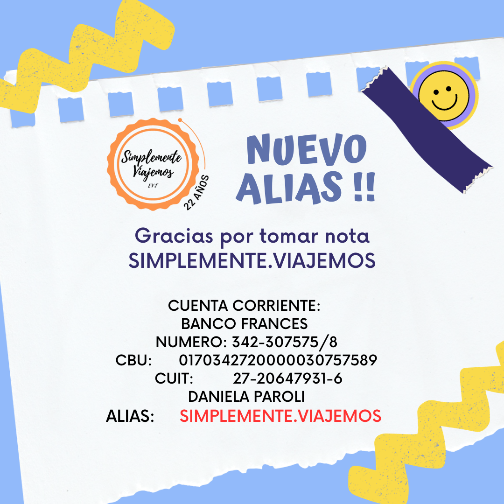 Simplemente
Viajemos
EVT
22 AÑOS
NUEVO
ALIAS !!
Gracias por tomar nota
SIMPLEMENTE.VIAJEMOS
CUENTA CORRIENTE:
BANCO FRANCES
NUMERO: 342-307575/8
CBU: 0170342720000030757589
CUIT: 27-20647931-6
DANIELA PAROLI
ALIAS: SIMPLEMENTE.VIAJEMOS